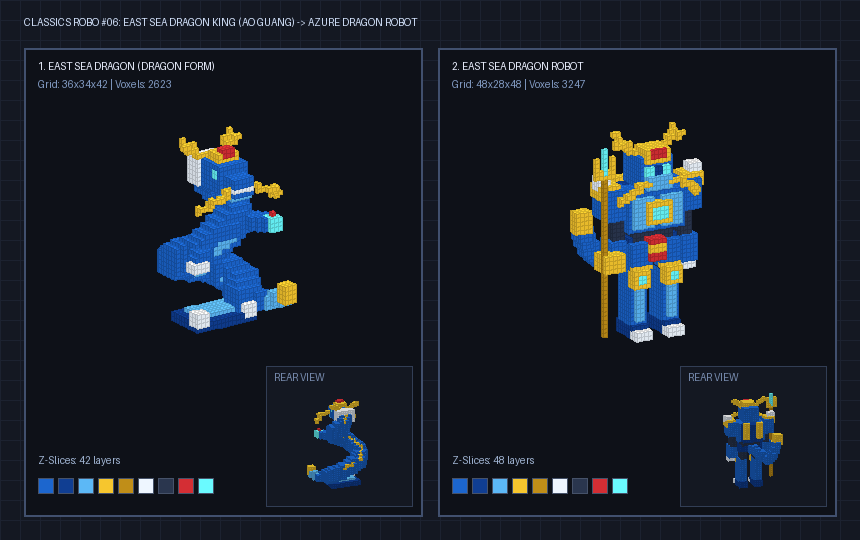 CLASSICS ROBO #06: EAST SEA DRAGON KING (AO GUANG) -> AZURE DRAGON ROBOT
1. EAST SEA DRAGON (DRAGON FORM)
Grid: 36x34x42 | Voxels: 2623
REAR VIEW
Z-Slices: 42 layers
2. EAST SEA DRAGON ROBOT
Grid: 48x28x48 | Voxels: 3247
REAR VIEW
Z-Slices: 48 layers